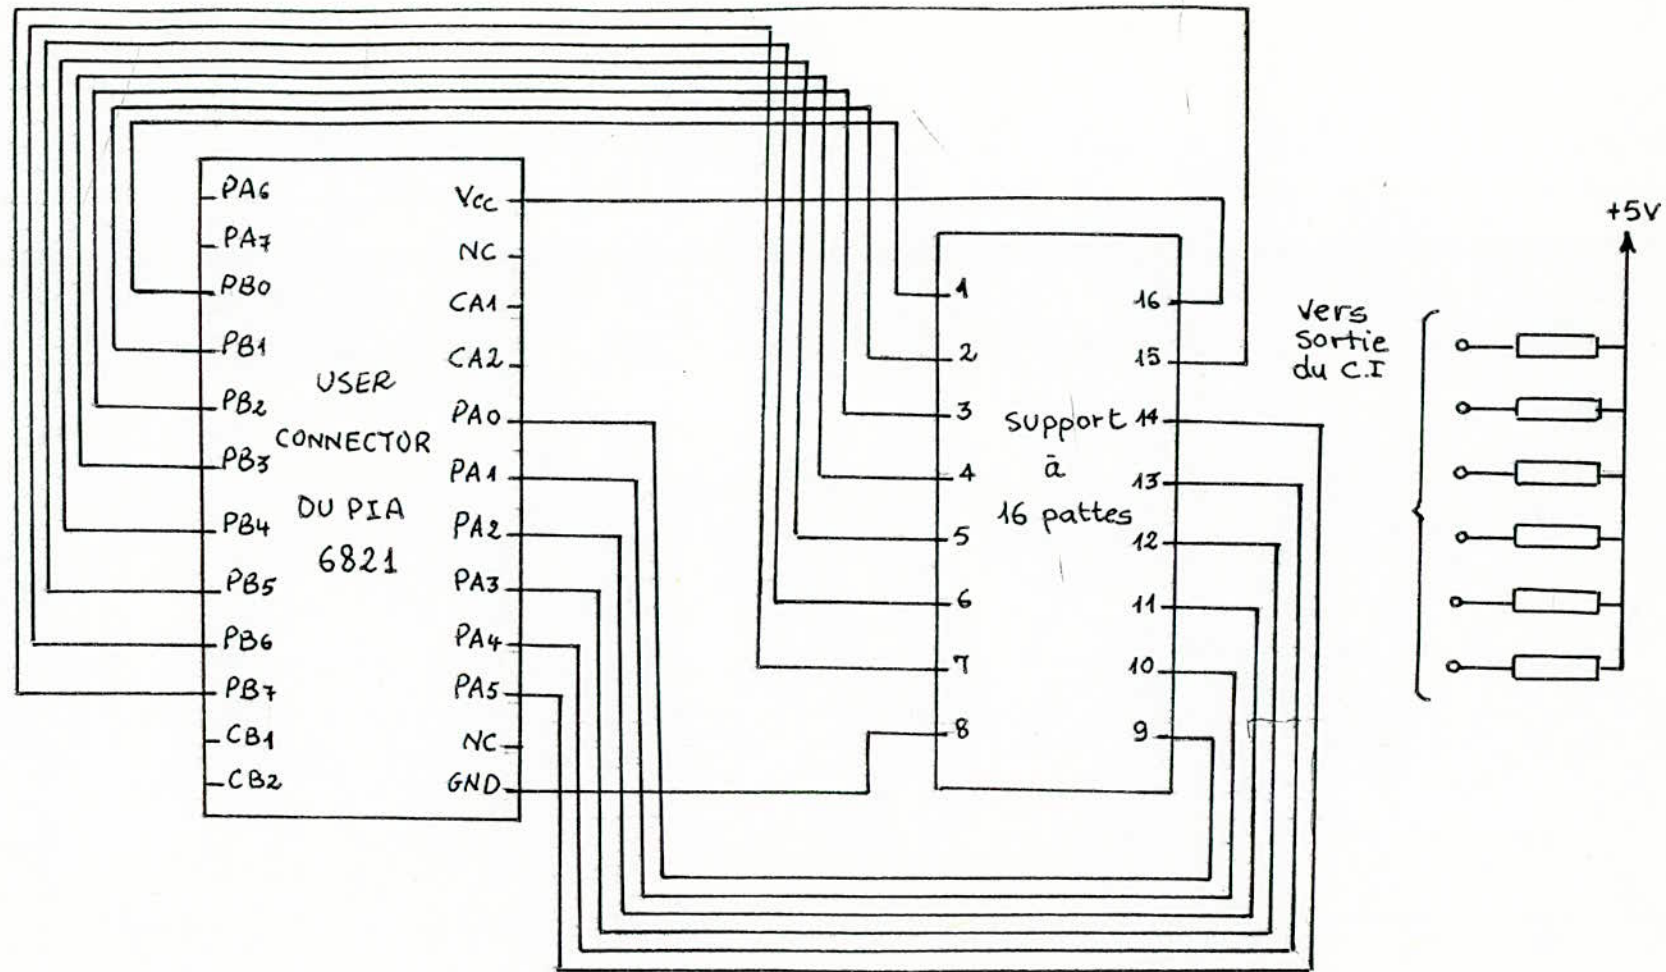 PA6
PA7
PB0
PB1
PB2
PB3
PB4
PB5
PB6
PB7
CB1
CB2
USER
CONNECTOR
DU PIA
6821
Vcc
NC
CA1
CA2
PA0
PA1
PA2
PA3
PA4
PA5
NC
GND
1
2
3
4
5
6
7
8
support
à
16 pattes
16
15
14
13
12
11
10
9
vers
sortie
du C.I
+5V